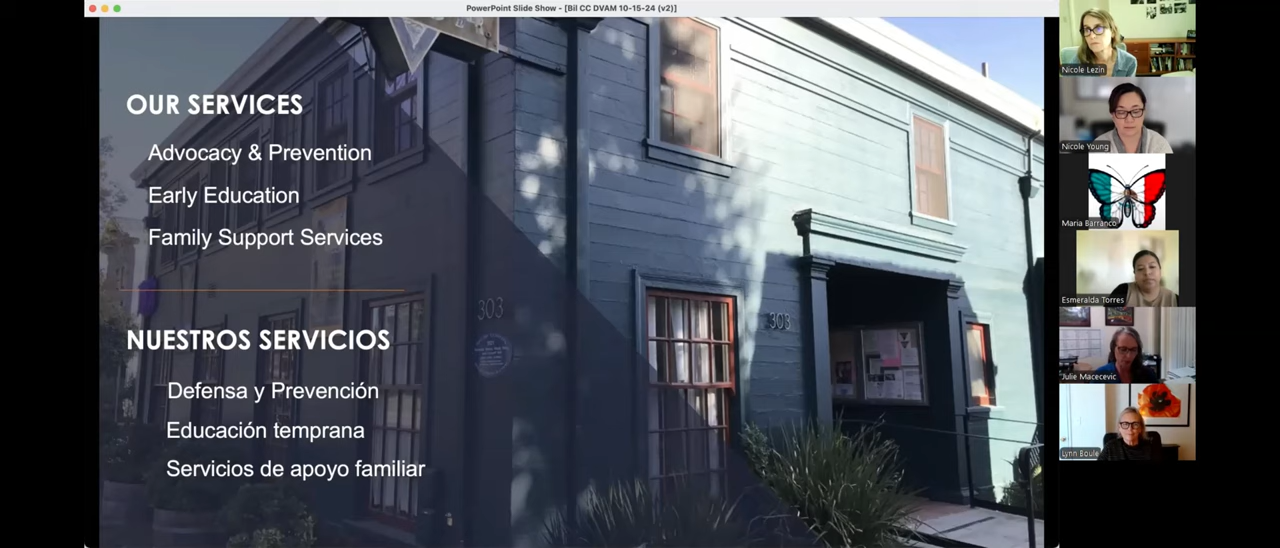 PowerPoint Slide Show - [Bil CC DVAM 10-15-24 (v2)]
OUR SERVICES
Advocacy & Prevention
Early Education
Family Support Services
NUESTROS SERVICIOS
Defensa y Prevención
Educación temprana
Servicios de apoyo familiar
303
303
Nicole Lezin
Nicole Young
Maria Barranco
Esmeralda Torres
Julie Macecevic
Lynn Boule